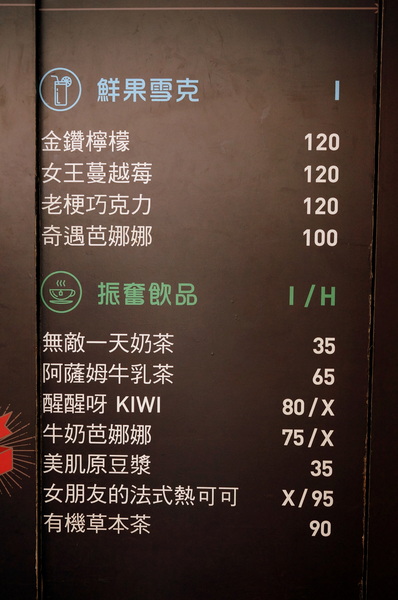 鮮果雪克 I
金鑽檸檬 120
女王蔓越莓 120
老梗巧克力 120
奇遇芭娜娜 100
振奮飲品 I/H
無敵一天奶茶 35
阿薩姆牛乳茶 65
醒醒呀 KIWI 80/X
牛奶芭娜娜 75/X
美肌原豆漿 35
女朋友的法式熱可可 X/95
有機草本茶 90